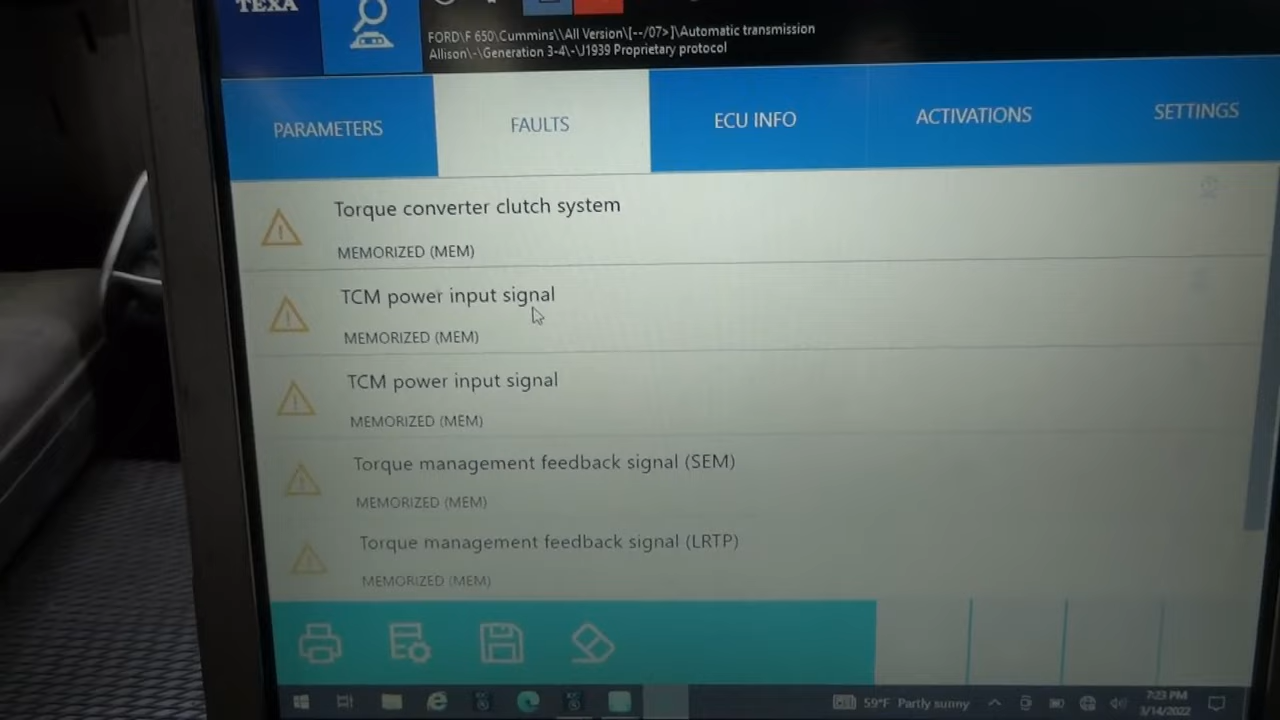 TEXA
FORD\F 650\Cummins\\All Version\[--/07>]\Automatic transmission
Allison\-\Generation 3-4\-\J1939 Proprietary protocol
PARAMETERS
FAULTS
ECU INFO
ACTIVATIONS
SETTINGS
Torque converter clutch system
MEMORIZED (MEM)
TCM power input signal
MEMORIZED (MEM)
TCM power input signal
MEMORIZED (MEM)
Torque management feedback signal (SEM)
MEMORIZED (MEM)
Torque management feedback signal (LRTP)
MEMORIZED (MEM)
59°F Partly sunny
7:23 PM
3/14/2022